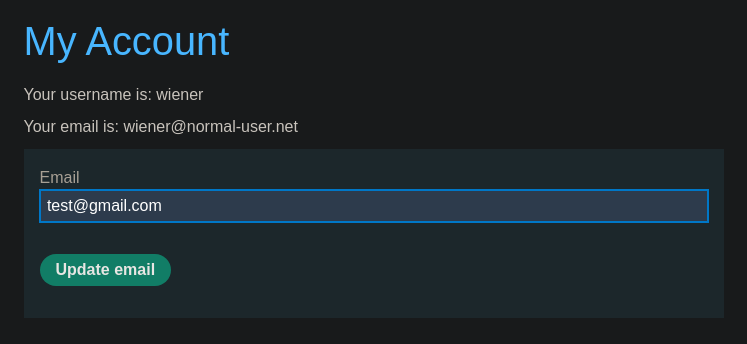 My Account
Your username is: wiener
Your email is: wiener@normal-user.net
Email
test@gmail.com
Update email